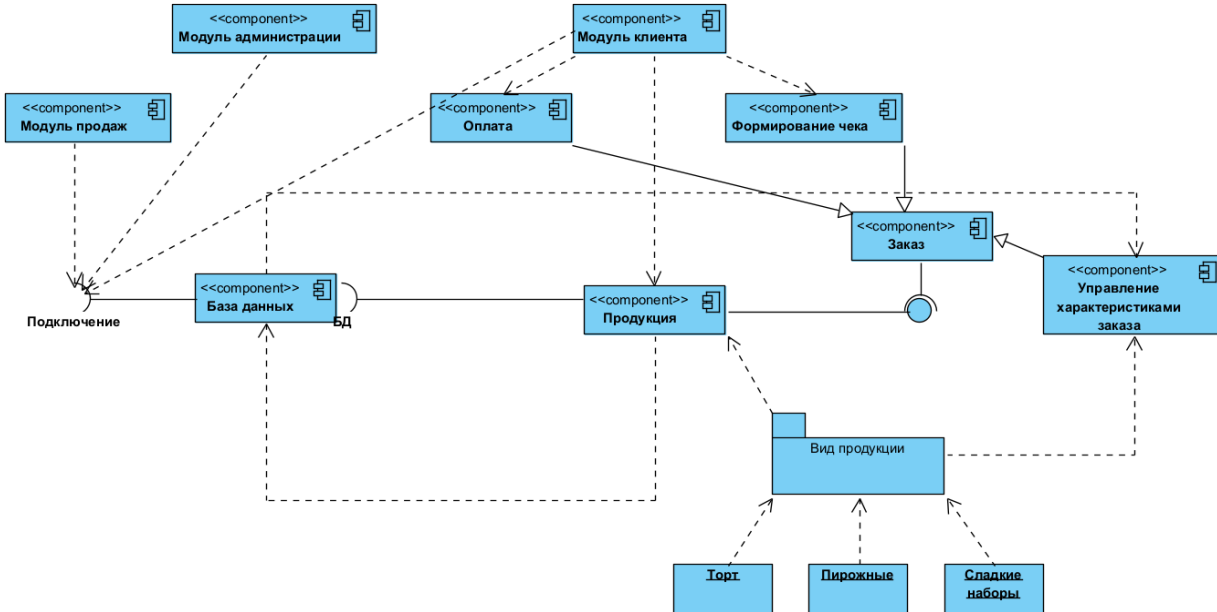 <<component>>
Модуль администрации
<<component>>
Модуль клиента
<<component>>
Модуль продаж
<<component>>
Оплата
<<component>>
Формирование чека
<<component>>
Заказ
<<component>>
Управление
характеристиками
заказа
<<component>>
База данных
<<component>>
Продукция
Подключение
БД
Вид продукции
Торт
Пирожные
Сладкие
наборы